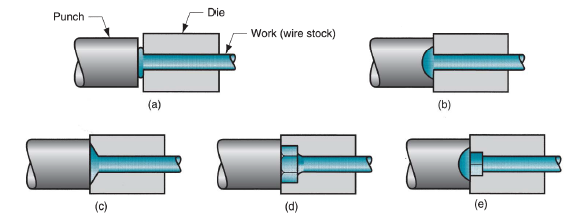 Punch
Die
Work (wire stock)
(a)
(b)
(c)
(d)
(e)